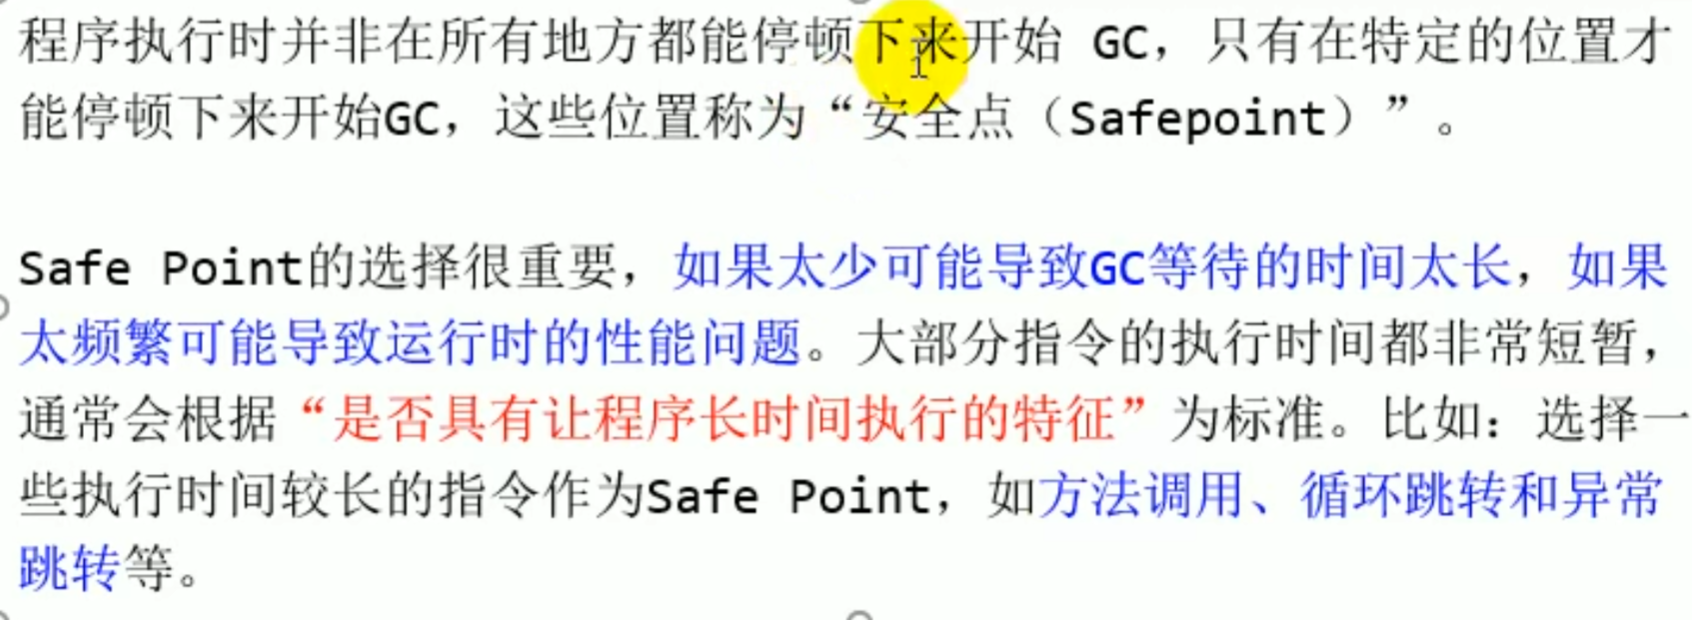 程序执行时并非在所有地方都能停顿下来开始 GC，只有在特定的位置才
能停顿下来开始GC，这些位置称为“安全点（Safepoint）”。
Safe Point的选择很重要，如果太少可能导致GC等待的时间太长，如果
太频繁可能导致运行时的性能问题。大部分指令的执行时间都非常短暂，
通常会根据“是否具有让程序长时间执行的特征”为标准。比如：选择一
些执行时间较长的指令作为Safe Point，如方法调用、循环跳转和异常
跳转等。